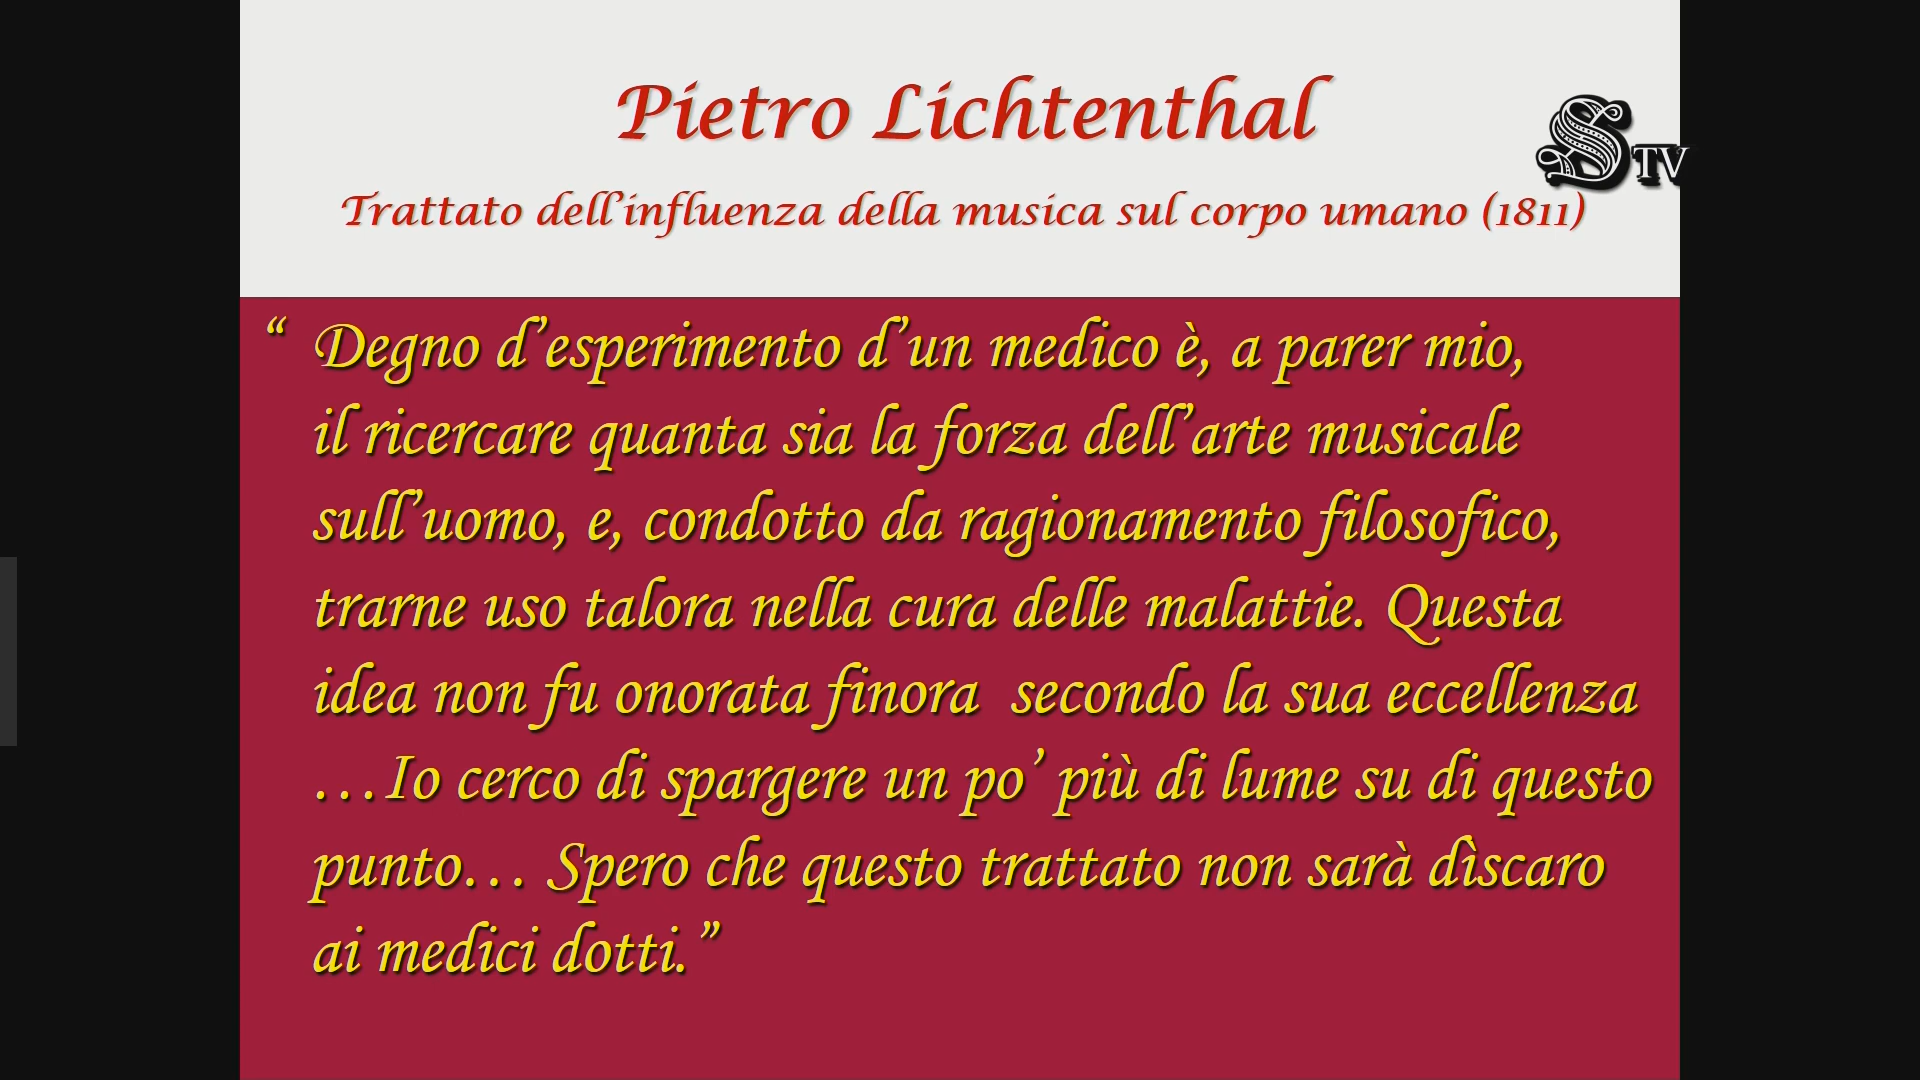 Pietro Lichtenthal
STV
Trattato dell’influenza della musica sul corpo umano (1811)
“ Degno d’esperimento d’un medico è, a parer mio,
il ricercare quanta sia la forza dell’arte musicale
sull’uomo, e, condotto da ragionamento filosofico,
trarne uso talora nella cura delle malattie. Questa
idea non fu onorata finora secondo la sua eccellenza
…Io cerco di spargere un po’ più di lume su di questo
punto… Spero che questo trattato non sarà dìscaro
ai medici dotti.”